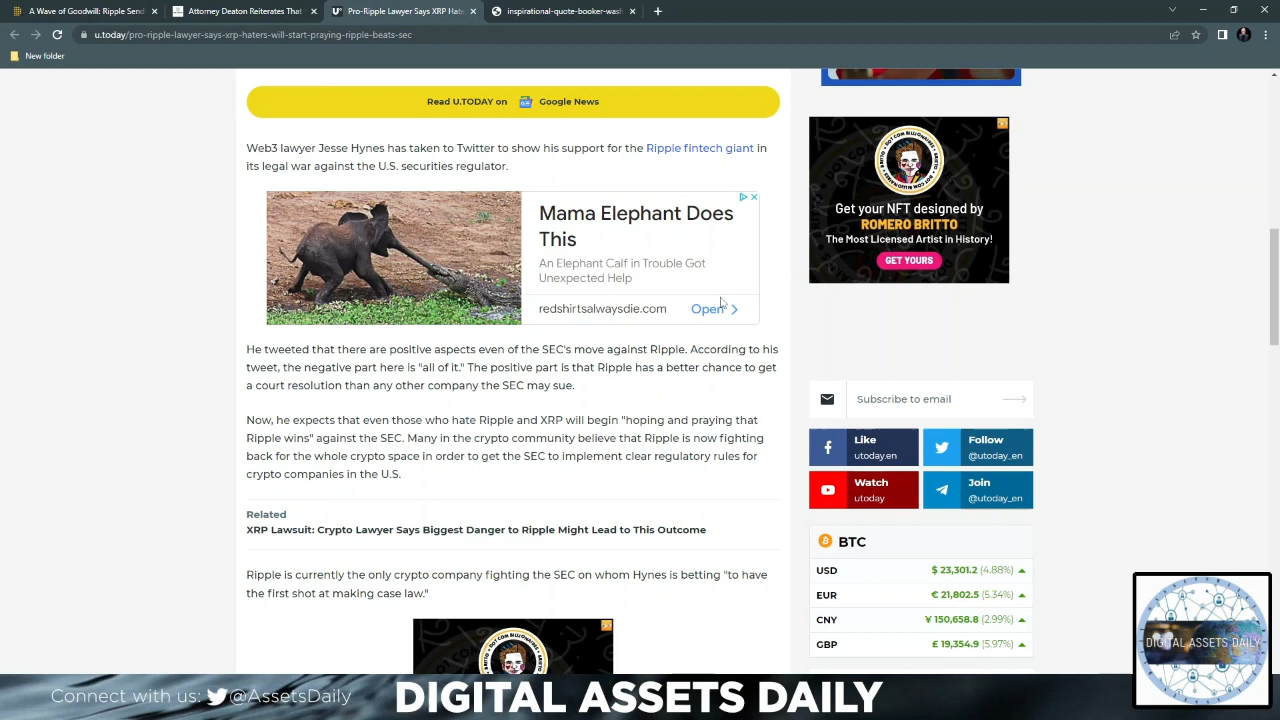 A Wave of Goodwill: Ripple Send
Attorney Deaton Reiterates That
Pro-Ripple Lawyer Says XRP Hate
inspirational-quote-booker-wash
u.today/pro-ripple-lawyer-says-xrp-haters-will-start-praying-ripple-beats-sec
New folder
Read U.TODAY on Google News
Web3 lawyer Jesse Hynes has taken to Twitter to show his support for the Ripple fintech giant in
its legal war against the U.S. securities regulator.
Mama Elephant Does
This
An Elephant Calf in Trouble Got
Unexpected Help
redshirtsalwaysdie.com
Open
He tweeted that there are positive aspects even of the SEC's move against Ripple. According to his
tweet, the negative part here is "all of it." The positive part is that Ripple has a better chance to get
a court resolution than any other company the SEC may sue.
Now, he expects that even those who hate Ripple and XRP will begin "hoping and praying that
Ripple wins" against the SEC. Many in the crypto community believe that Ripple is now fighting
back for the whole crypto space in order to get the SEC to implement clear regulatory rules for
crypto companies in the U.S.
Related
XRP Lawsuit: Crypto Lawyer Says Biggest Danger to Ripple Might Lead to This Outcome
Ripple is currently the only crypto company fighting the SEC on whom Hynes is betting "to have
the first shot at making case law."
Get your NFT designed by
ROMERO BRITTO
The Most Licensed Artist in History!
GET YOURS
Subscribe to email
Like
utoday.en
Follow
@utoday_en
Watch
utoday
Join
@utoday_en
BTC
USD $ 23,301.2 (4.88%)
EUR € 21,802.5 (5.34%)
CNY ¥ 150,658.8 (2.99%)
GBP £ 19,354.9 (5.97%)
DIGITAL ASSETS DAILY
Connect with us: @AssetsDaily
DIGITAL ASSETS DAILY